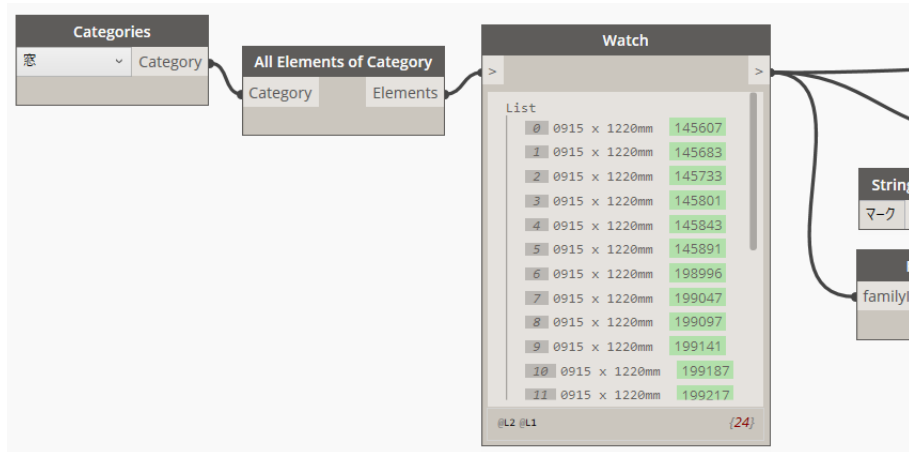 Categories
窓
Category
All Elements of Category
Category
Elements
Watch
>
>
List
0 0915 x 1220mm 145607
1 0915 x 1220mm 145683
2 0915 x 1220mm 145733
3 0915 x 1220mm 145801
4 0915 x 1220mm 145843
5 0915 x 1220mm 145891
6 0915 x 1220mm 198996
7 0915 x 1220mm 199047
8 0915 x 1220mm 199097
9 0915 x 1220mm 199141
10 0915 x 1220mm 199187
11 0915 x 1220mm 199217
@L2 @L1
{24}
String
マーク
familyI